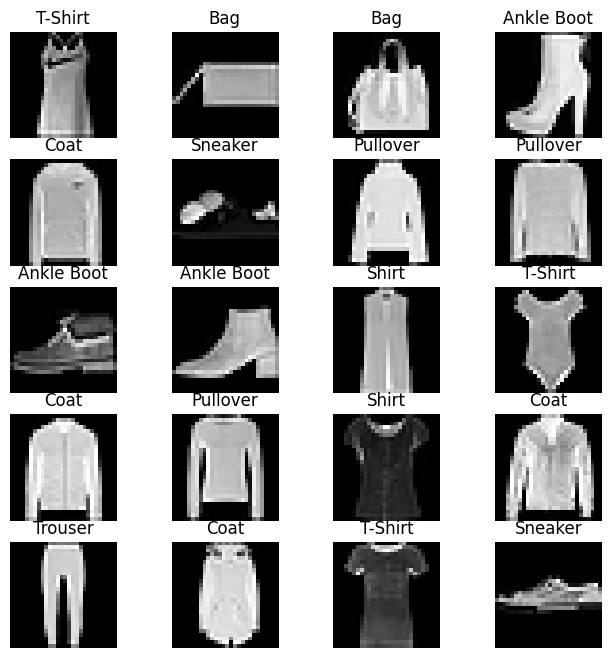 T-Shirt Bag Bag Ankle Boot
Coat Sneaker Pullover Pullover
Ankle Boot Ankle Boot Shirt T-Shirt
Coat Pullover Shirt Coat
Trouser Coat T-Shirt Sneaker